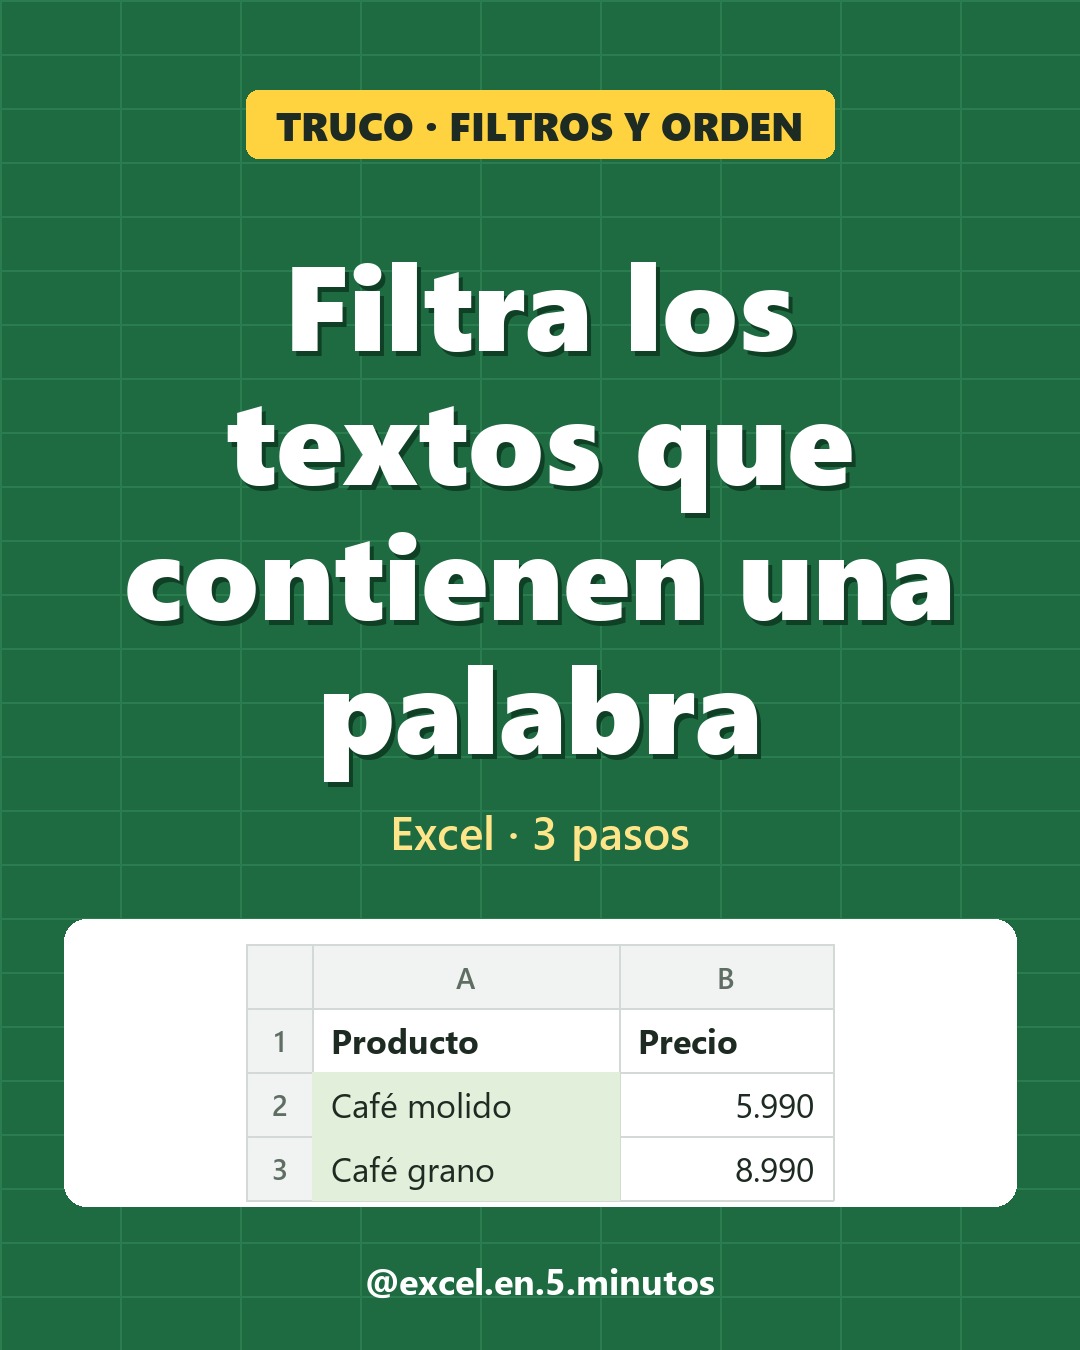 TRUCO · FILTROS Y ORDEN
Filtra los
textos que
contienen una
palabra
Excel · 3 pasos
A B
1 Producto Precio
2 Café molido 5.990
3 Café grano 8.990
@excel.en.5.minutos